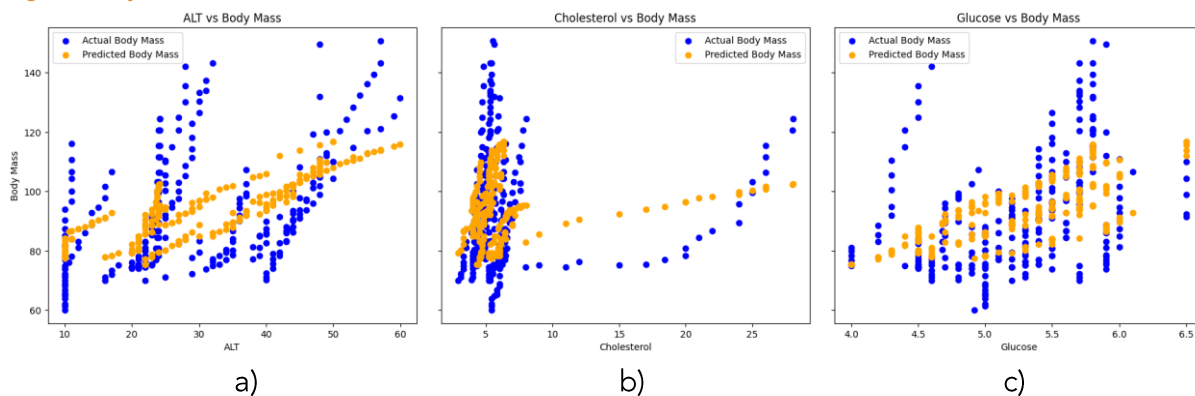 ALT vs Body Mass
Actual Body Mass
Predicted Body Mass
140
120
100
80
60
Body Mass
10
20
30
40
50
60
ALT
a)
Cholesterol vs Body Mass
Actual Body Mass
Predicted Body Mass
5
10
15
20
25
Cholesterol
b)
Glucose vs Body Mass
Actual Body Mass
Predicted Body Mass
4.0
4.5
5.0
5.5
6.0
6.5
Glucose
c)